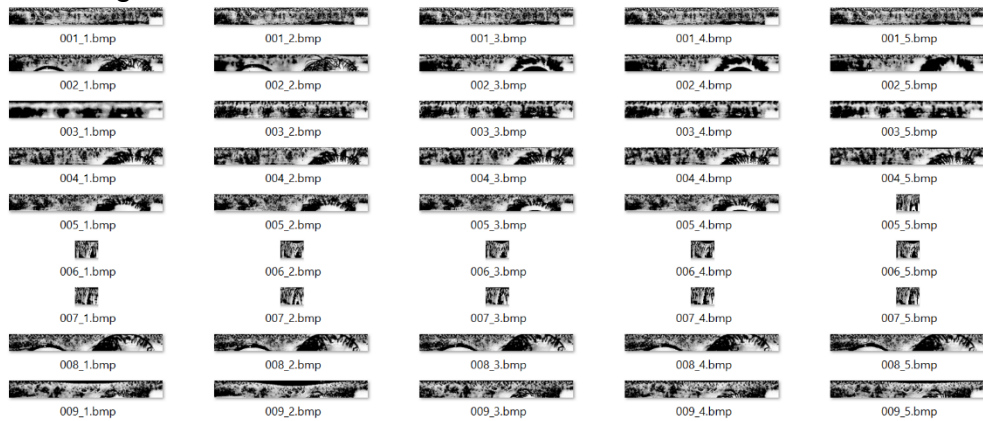 001_1.bmp 001_2.bmp 001_3.bmp 001_4.bmp 001_5.bmp
002_1.bmp 002_2.bmp 002_3.bmp 002_4.bmp 002_5.bmp
003_1.bmp 003_2.bmp 003_3.bmp 003_4.bmp 003_5.bmp
004_1.bmp 004_2.bmp 004_3.bmp 004_4.bmp 004_5.bmp
005_1.bmp 005_2.bmp 005_3.bmp 005_4.bmp 005_5.bmp
006_1.bmp 006_2.bmp 006_3.bmp 006_4.bmp 006_5.bmp
007_1.bmp 007_2.bmp 007_3.bmp 007_4.bmp 007_5.bmp
008_1.bmp 008_2.bmp 008_3.bmp 008_4.bmp 008_5.bmp
009_1.bmp 009_2.bmp 009_3.bmp 009_4.bmp 009_5.bmp